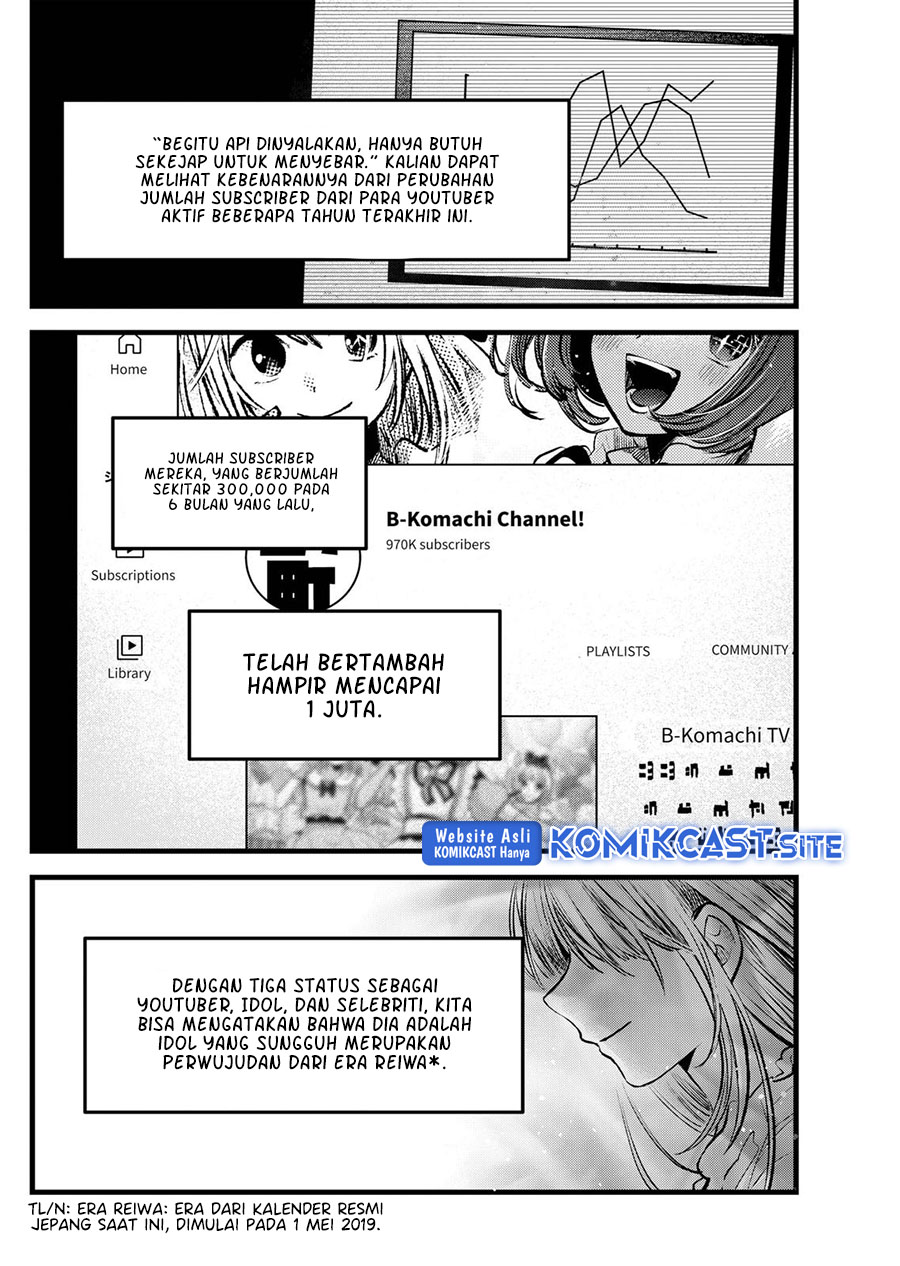 “BEGITU API DINYALAKAN, HANYA BUTUH
SEKEJAP UNTUK MENYEBAR.” KALIAN DAPAT
MELIHAT KEBENARANNYA DARI PERUBAHAN
JUMLAH SUBSCRIBER DARI PARA YOUTUBER
AKTIF BEBERAPA TAHUN TERAKHIR INI.
Home
JUMLAH SUBSCRIBER
MEREKA, YANG BERJUMLAH
SEKITAR 300,000 PADA
6 BULAN YANG LALU,
B-Komachi Channel!
970K subscribers
Subscriptions
TELAH BERTAMBAH
HAMPIR MENCAPAI
1 JUTA.
Library
PLAYLISTS
COMMUNITY
B-Komachi TV
Website Asli
KOMIKCAST Hanya
KOMIKCAST.SITE
DENGAN TIGA STATUS SEBAGAI
YOUTUBER, IDOL, DAN SELEBRITI, KITA
BISA MENGATAKAN BAHWA DIA ADALAH
IDOL YANG SUNGGUH MERUPAKAN
PERWUJUDAN DARI ERA REIWA*.
TL/N: ERA REIWA: ERA DARI KALENDER RESMI
JEPANG SAAT INI, DIMULAI PADA 1 MEI 2019.